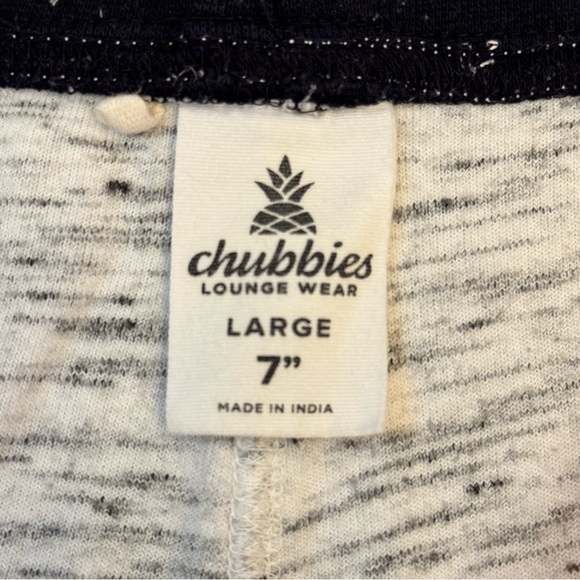 chubbies
LOUNGE WEAR
LARGE
7”
MADE IN INDIA